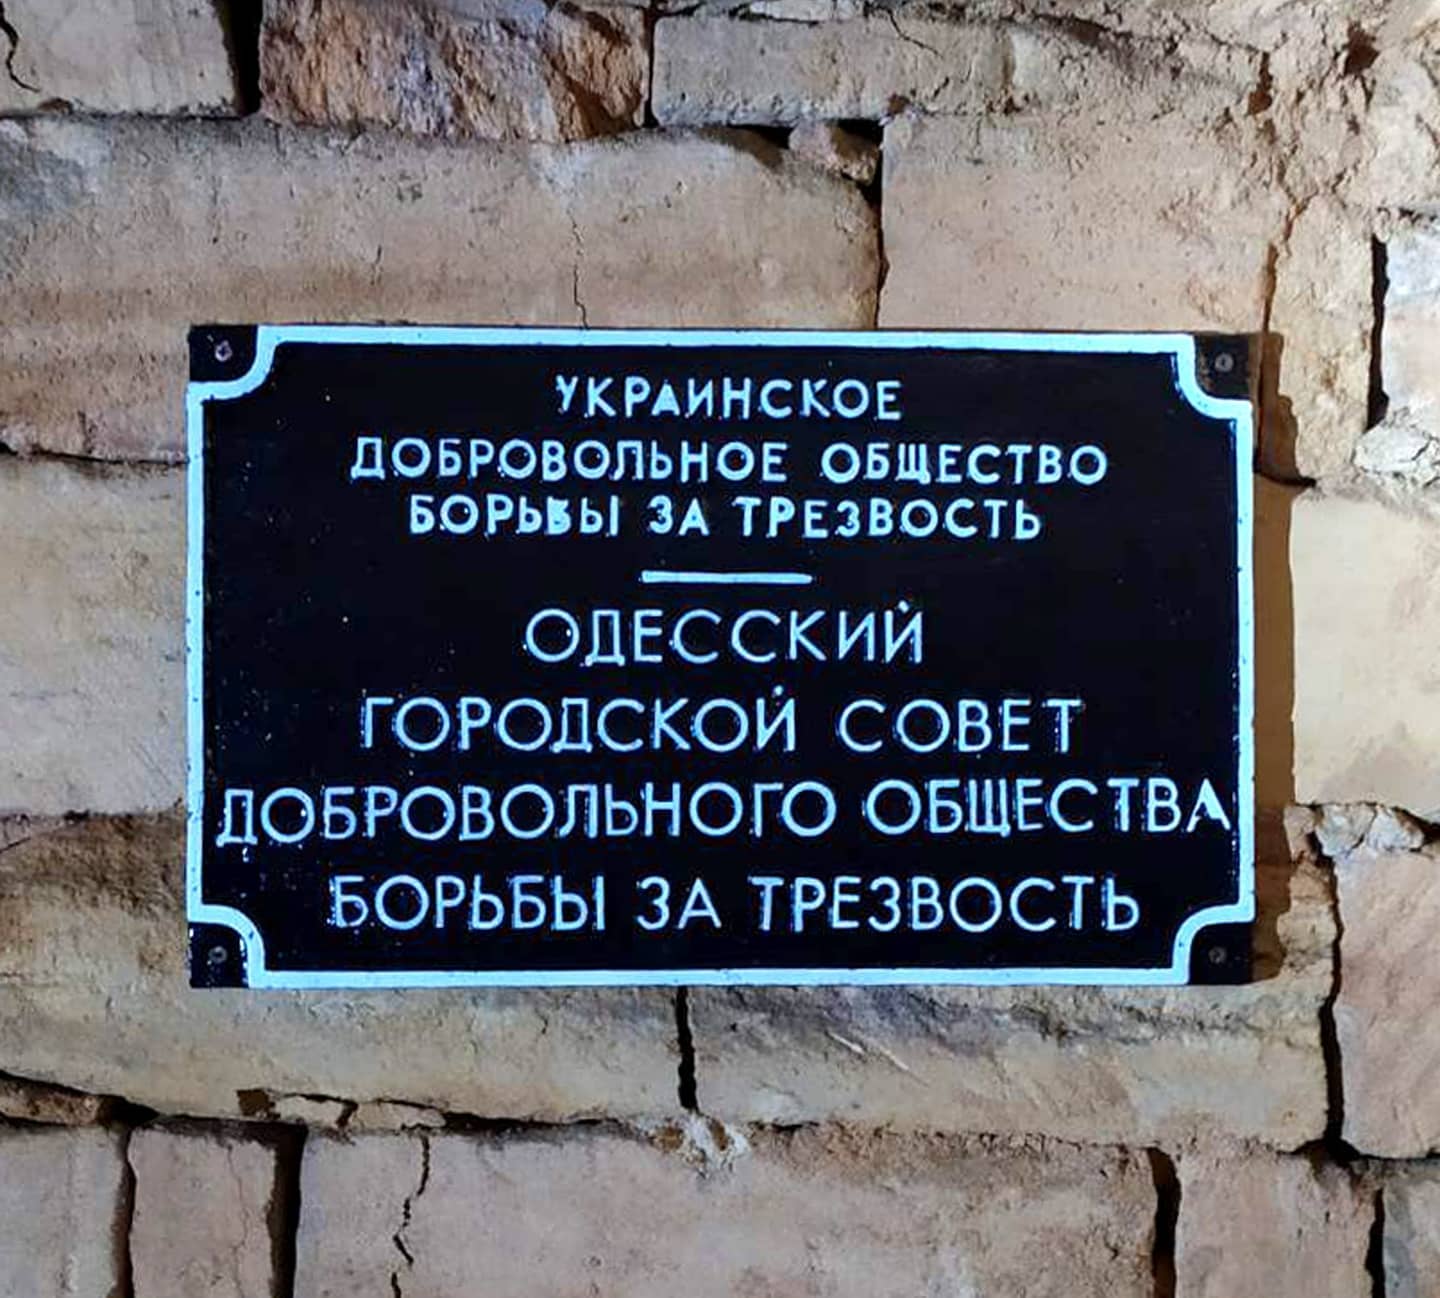 УКРАИНСКОЕ
ДОБРОВОЛЬНОЕ ОБЩЕСТВО
БОРЬБЫ ЗА ТРЕЗВОСТЬ
ОДЕССКИЙ
ГОРОДСКОЙ СОВЕТ
ДОБРОВОЛЬНОГО ОБЩЕСТВА
БОРЬБЫ ЗА ТРЕЗВОСТЬ